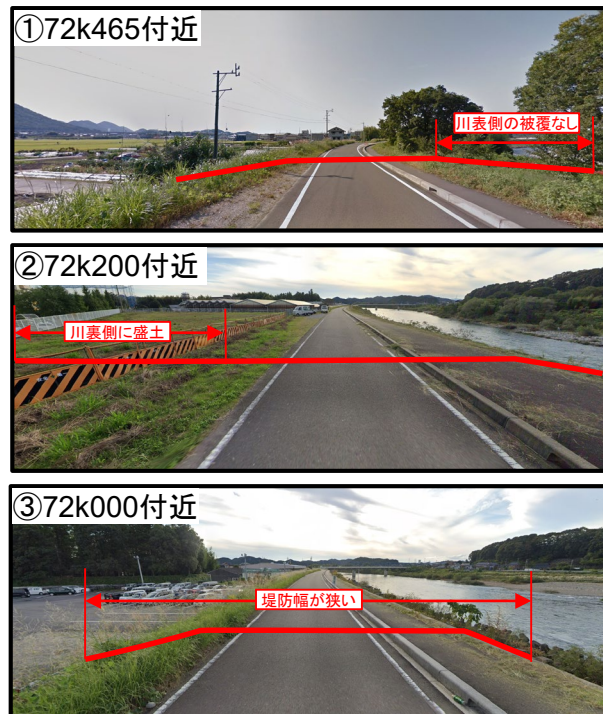 ①72k465付近
川表側の被覆なし
②72k200付近
川裏側に盛土
③72k000付近
堤防幅が狭い